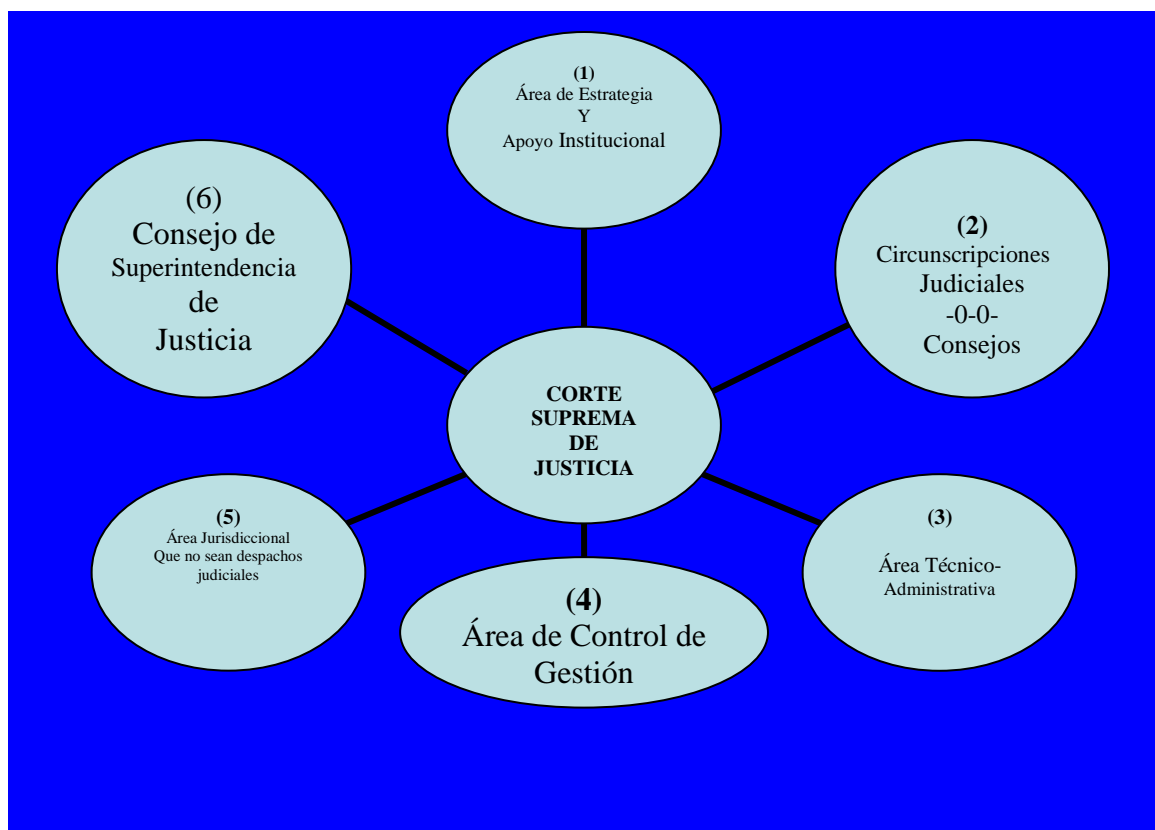 (1)
Área de Estrategia
Y
Apoyo Institucional
(6)
Consejo de
Superintendencia
de
Justicia
(2)
Circunscripciones
Judiciales
-0-0-
Consejos
CORTE
SUPREMA
DE
JUSTICIA
(5)
Área Jurisdiccional
Que no sean despachos
judiciales
(3)
Área Técnico-
Administrativa
(4)
Área de Control de
Gestión